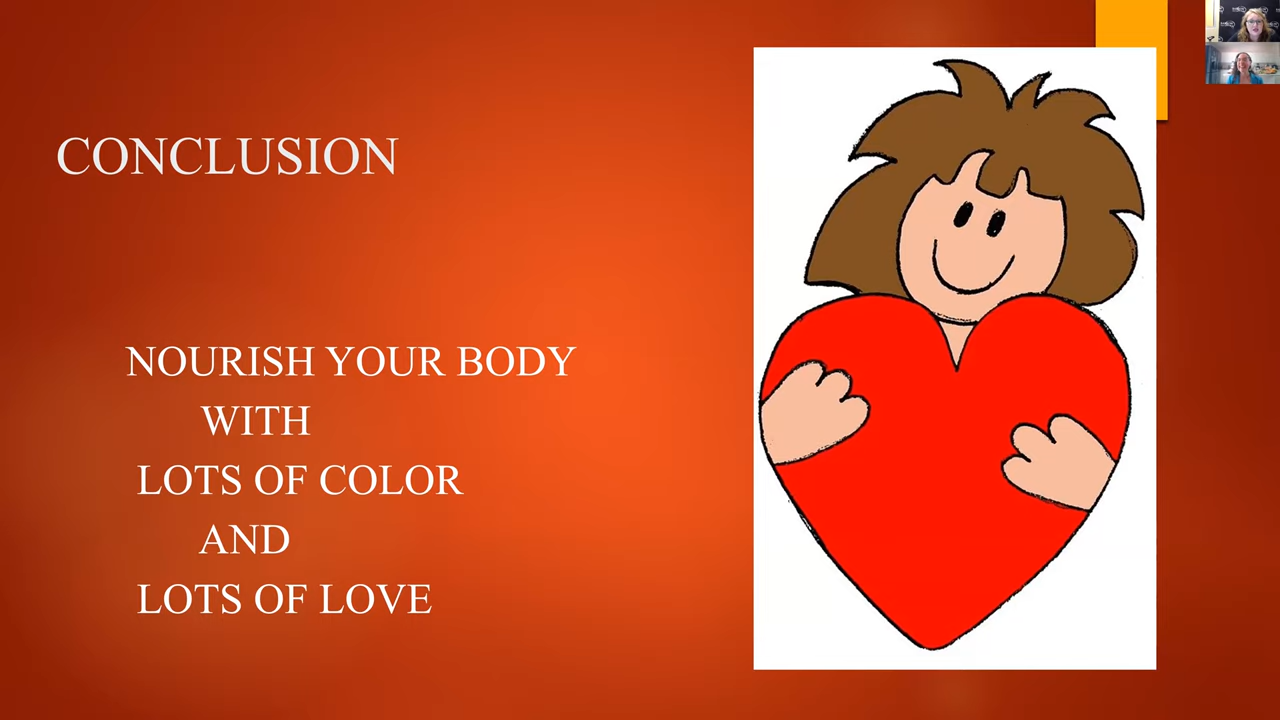 CONCLUSION
NOURISH YOUR BODY
WITH
LOTS OF COLOR
AND
LOTS OF LOVE